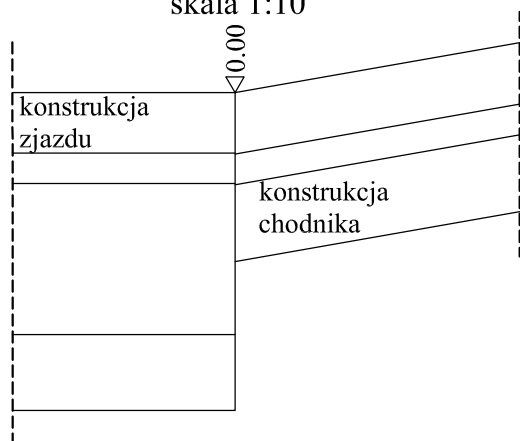 skala 1:10
0.00
konstrukcja
zjazdu
konstrukcja
chodnika